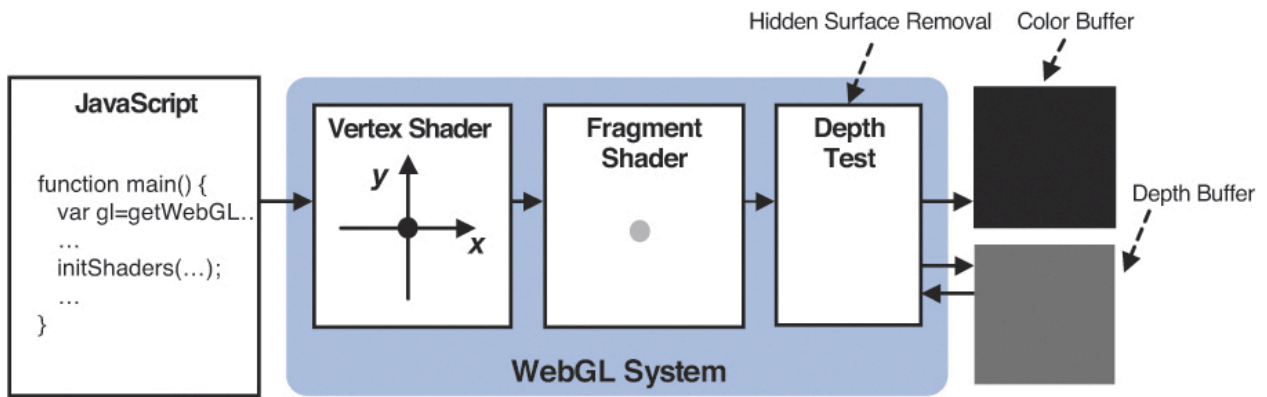 Hidden Surface Removal
Color Buffer
JavaScript
function main() {
var gl=getWebGL..
...
initShaders(...);
...
}
Vertex Shader
y
x
Fragment
Shader
Depth
Test
Depth Buffer
WebGL System